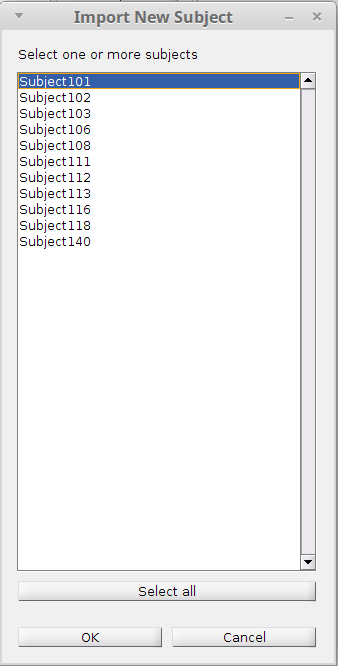 Import New Subject
Select one or more subjects
Subject101
Subject102
Subject103
Subject106
Subject108
Subject111
Subject112
Subject113
Subject116
Subject118
Subject140
Select all
OK Cancel